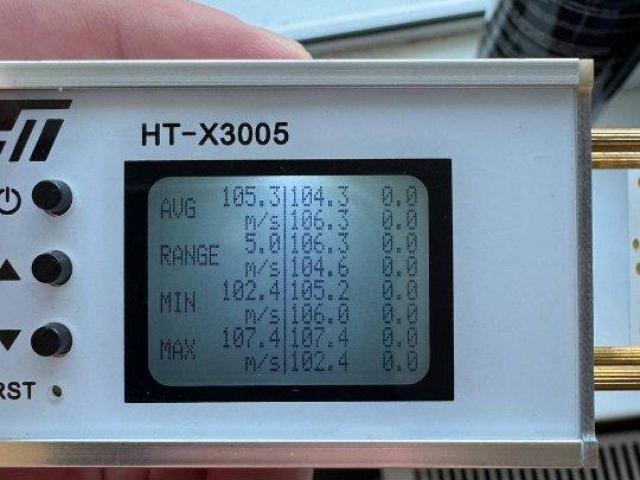 HT-X3005
AVG 105.3 104.3 0.0
m/s 106.3 0.0
RANGE 5.0 106.3 0.0
m/s 104.6 0.0
MIN 102.4 105.2 0.0
m/s 106.0 0.0
MAX 107.4 107.4 0.0
m/s 102.4 0.0
RST